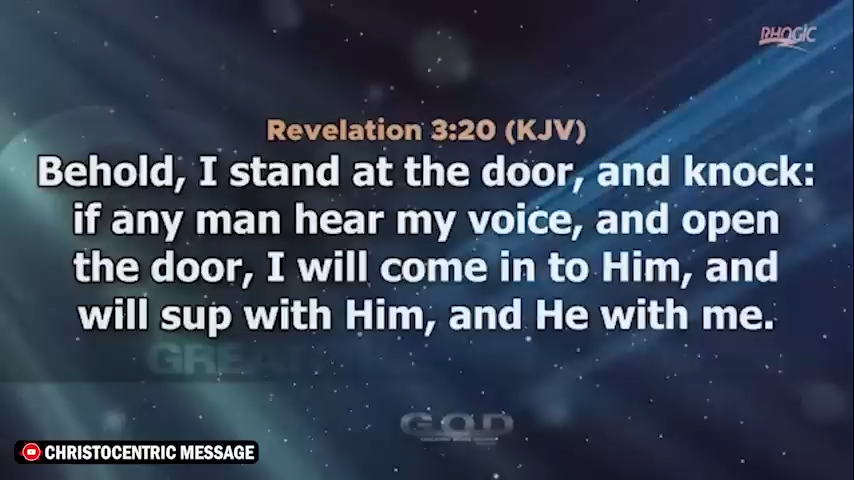 RHOGIC
Revelation 3:20 (KJV)
Behold, I stand at the door, and knock:
if any man hear my voice, and open
the door, I will come in to Him, and
will sup with Him, and He with me.
G.O.D
CHRISTOCENTRIC MESSAGE